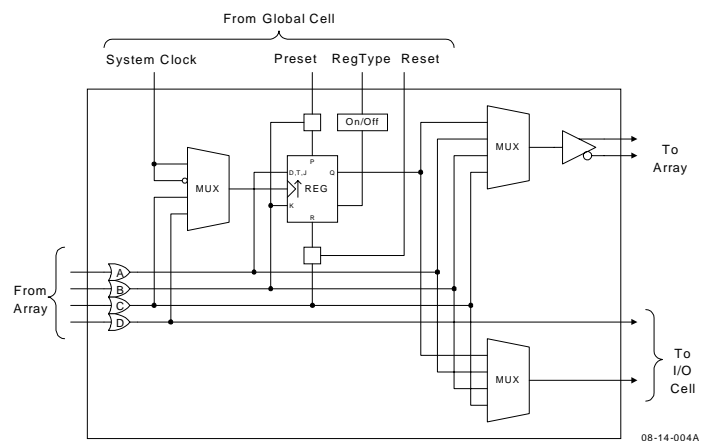 From Global Cell
System Clock
Preset
RegType
Reset
On/Off
MUX
P
D,T,J
Q
REG
K
R
MUX
To
Array
From
Array
A
B
C
D
MUX
To
I/O
Cell
08-14-004A